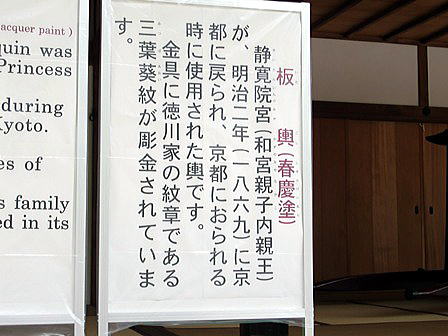 acquer paint )
quin was
Princess
during
yoto.
es of
s family
ed in its
板輿(春慶塗)
静寛院宮(和宮親子内親王)
が、明治二年(一八六九)に京
都に戻られ、京都におられる
時に使用された輿です。
金具に徳川家の紋章である
三葉葵紋が彫金されていま
す。